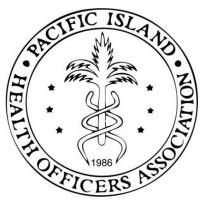 • PACIFIC ISLAND •
HEALTH OFFICERS ASSOCIATION
1986